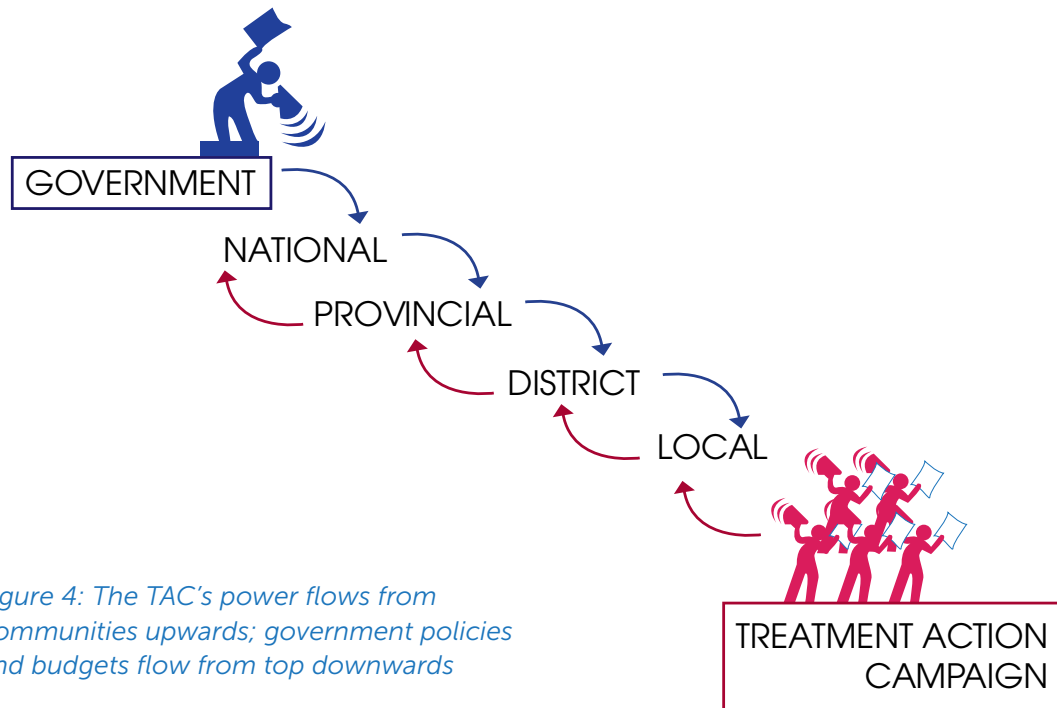 GOVERNMENT
NATIONAL
PROVINCIAL
DISTRICT
LOCAL
TREATMENT ACTION
CAMPAIGN
gure 4: The TAC’s power flows from
ommunities upwards; government policies
nd budgets flow from top downwards